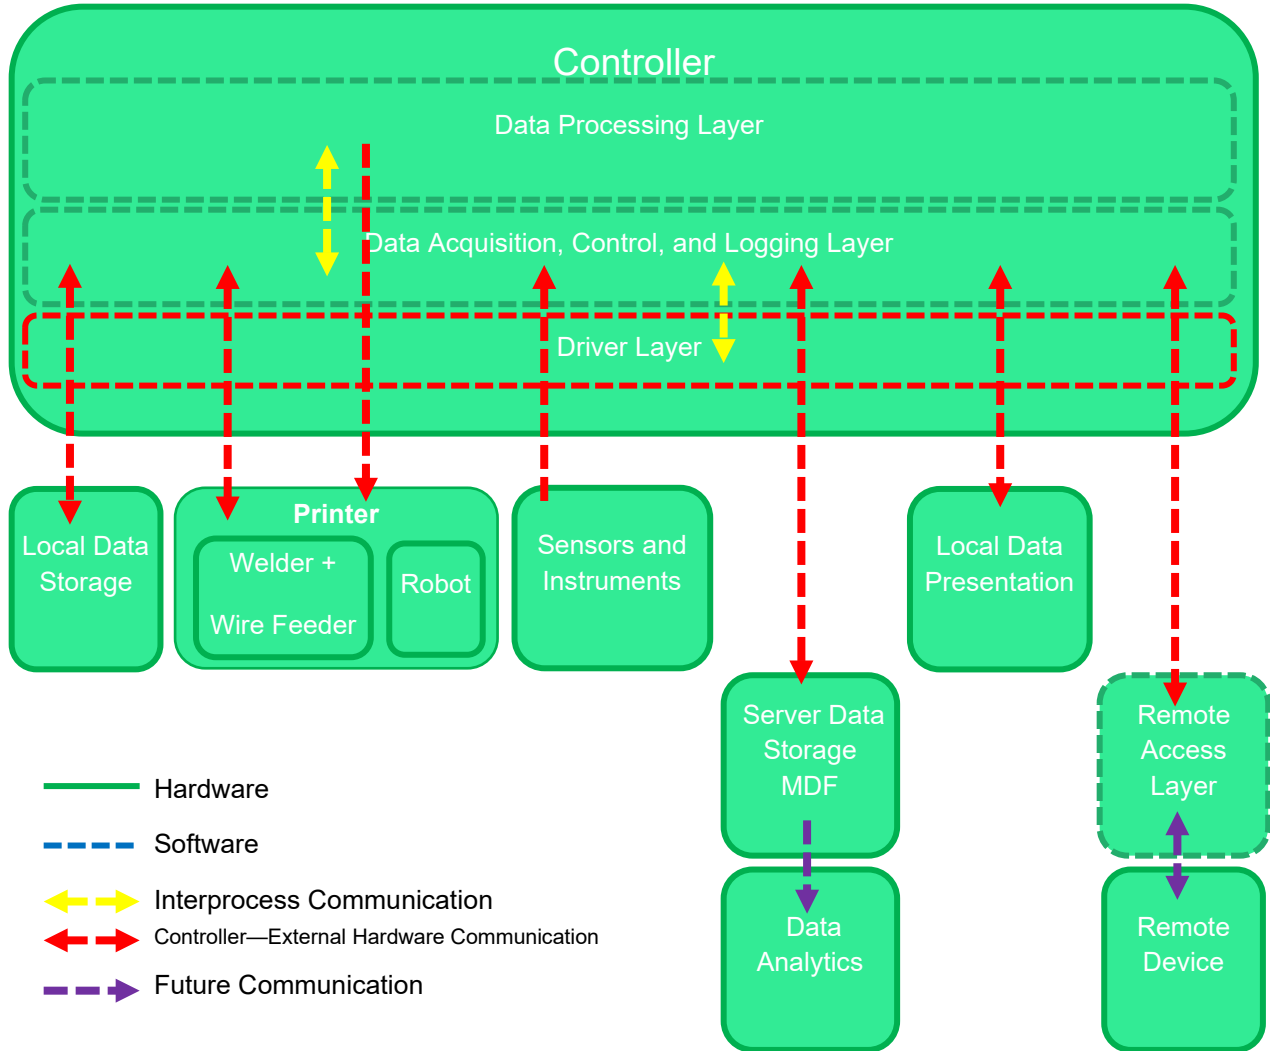 Controller
Data Processing Layer
Data Acquisition, Control, and Logging Layer
Driver Layer
Local Data
Storage
Printer
Welder +
Wire Feeder
Robot
Sensors and
Instruments
Local Data
Presentation
Server Data
Storage
MDF
Remote
Access
Layer
Data
Analytics
Remote
Device
Hardware
Software
Interprocess Communication
Controller—External Hardware Communication
Future Communication